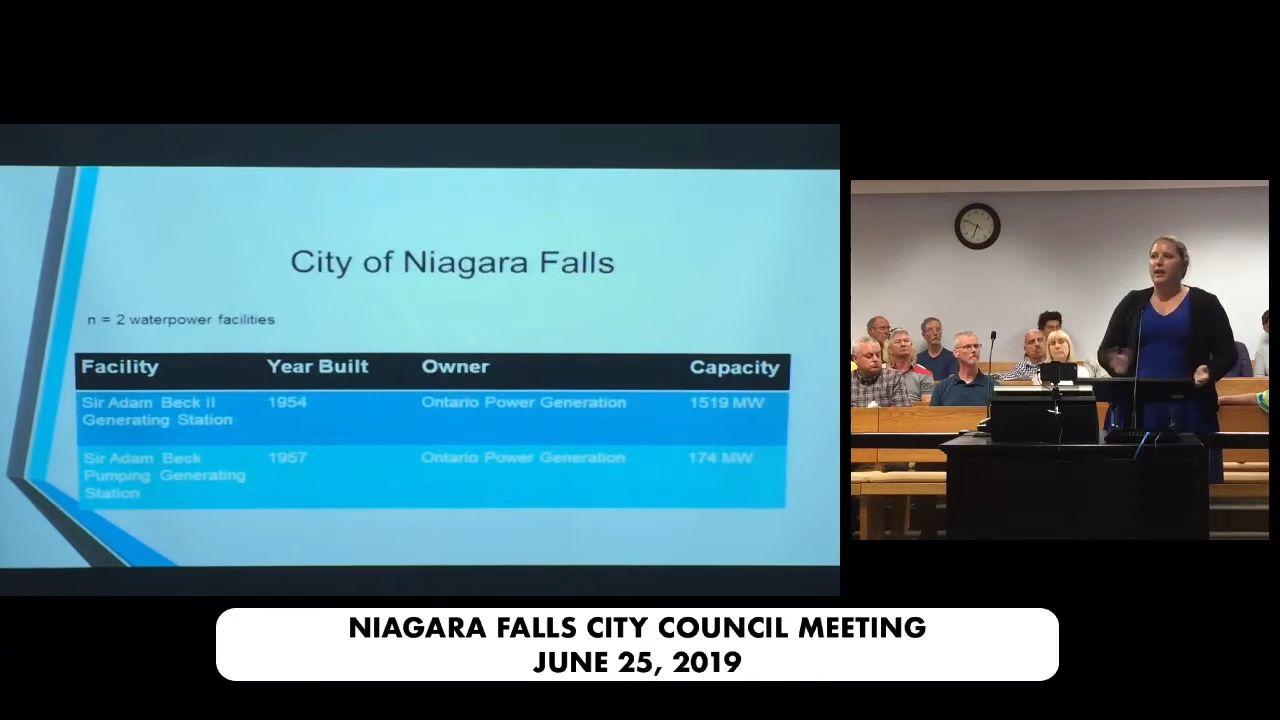 City of Niagara Falls
n = 2 waterpower facilities
Facility Year Built Owner Capacity
Sir Adam Beck II 1954 Ontario Power Generation 1519 MW
Generating Station
Sir Adam Beck 1957 Ontario Power Generation 174 MW
Pumping Generating
Station
NIAGARA FALLS CITY COUNCIL MEETING
JUNE 25, 2019